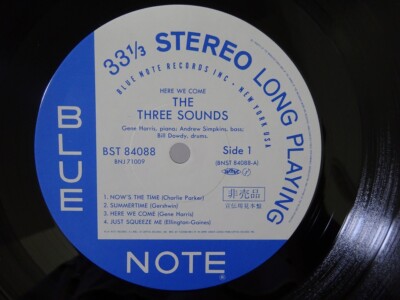 33 1/3 STEREO LONG PLAYING
BLUE NOTE RECORDS INC · NEW YORK USA
HERE WE COME
THE
THREE SOUNDS
Gene Harris, piano; Andrew Simpkins, bass;
Bill Dowdy, drums.
BST 84088
Side 1
BNJ 71009
(BNST 84088-A)
非売品
1. NOW'S THE TIME (Charlie Parker)
2. SUMMERTIME (Gershwin)
3. HERE WE COME (Gene Harris)
4. JUST SQUEEZE ME (Ellington-Gaines)
BLUE
NOTE